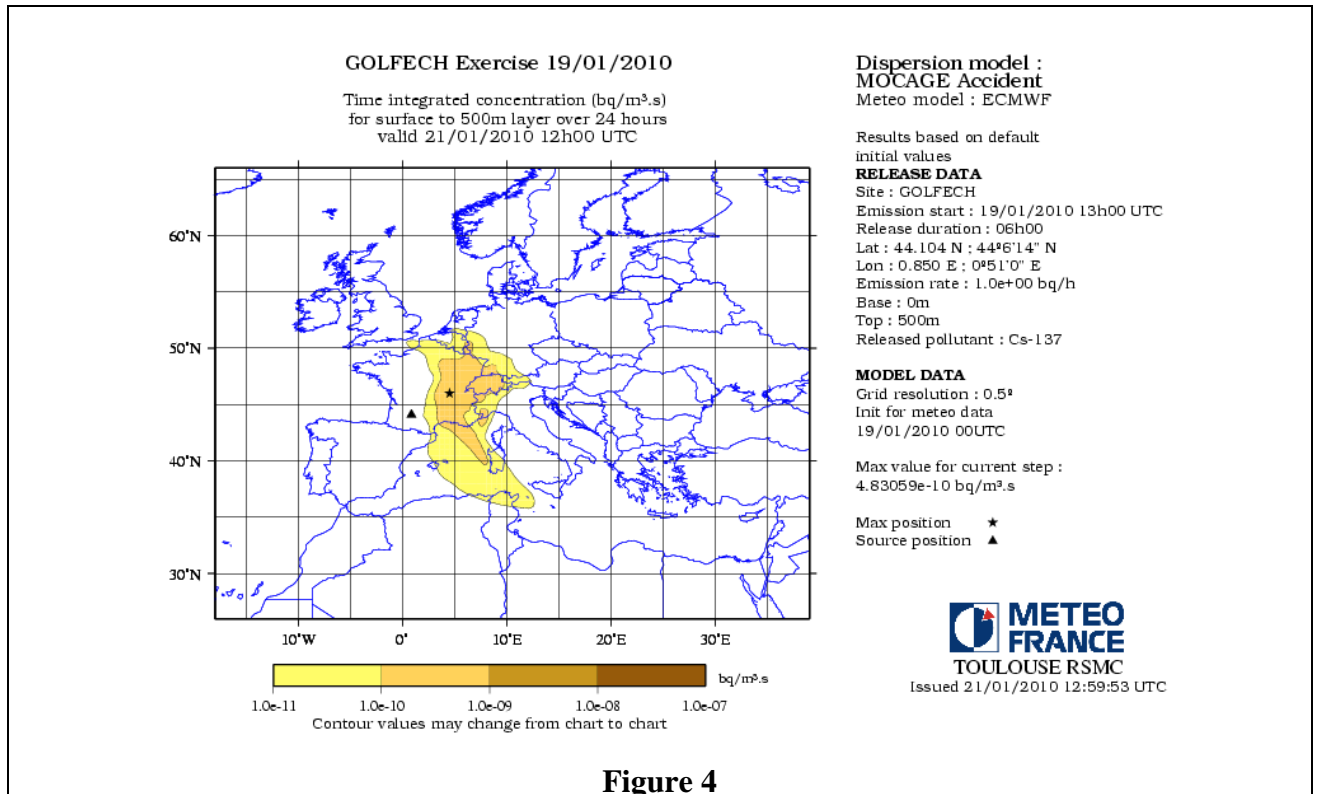 GOLFECH Exercise 19/01/2010
Time integrated concentration (bq/m³.s)
for surface to 500m layer over 24 hours
valid 21/01/2010 12h00 UTC
60°N
50°N
40°N
30°N
10°W
0°
10°E
20°E
30°E
bq/m³.s
1.0e-11
1.0e-10
1.0e-09
1.0e-08
1.0e-07
Contour values may change from chart to chart
Dispersion model :
MOCAGE Accident
Meteo model : ECMWF
Results based on default
initial values
RELEASE DATA
Site : GOLFECH
Emission start : 19/01/2010 13h00 UTC
Release duration : 06h00
Lat : 44.104 N ; 44º6'14" N
Lon : 0.850 E ; 0º51'0" E
Emission rate : 1.0e+00 bq/h
Base : 0m
Top : 500m
Released pollutant : Cs-137
MODEL DATA
Grid resolution : 0.5º
Init for meteo data
19/01/2010 00UTC
Max value for current step :
4.83059e-10 bq/m³.s
Max position
Source position
METEO
FRANCE
TOULOUSE RSMC
Issued 21/01/2010 12:59:53 UTC
Figure 4